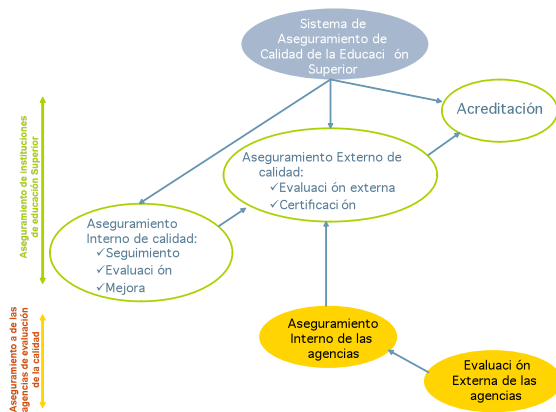 Sistema de
Aseguramiento de
Calidad de la Educaci ón
Superior
Acreditación
Aseguramiento Externo de
calidad:
✓Evaluaci ón externa
✓Certificaci ón
Aseguramiento
Interno de calidad:
✓Seguimiento
✓Evaluaci ón
✓Mejora
Aseguramiento de instituciones
de educación Superior
Aseguramiento
Interno de las
agencias
Evaluaci ón
Externa de las
agencias
Aseguramiento a de las
agencias de evaluación
de la calidad